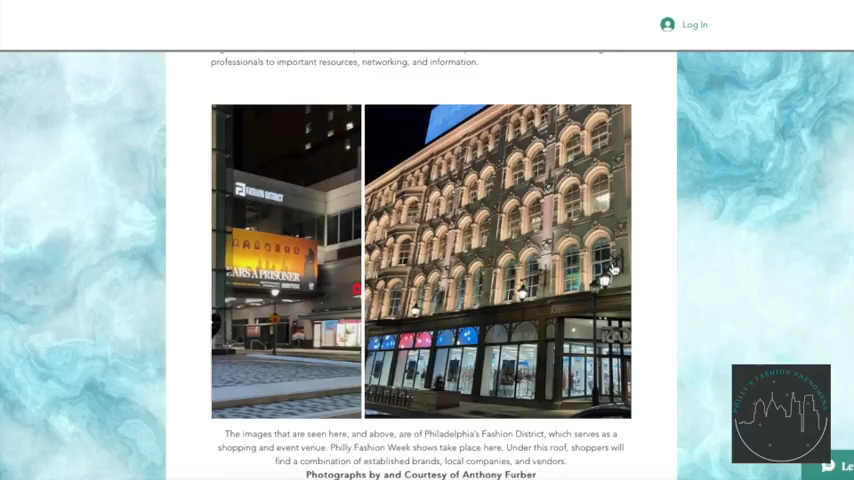 Log In
professionals to important resources, networking, and information.
FASHION DISTRICT
EARS A PRISONER
The images that are seen here, and above, are of Philadelphia's Fashion District, which serves as a
shopping and event venue. Philly Fashion Week shows take place here. Under this roof, shoppers will
find a combination of established brands, local companies, and vendors.
Photographs by and Courtesy of Anthony Furber
PHILLY'S FASHION PHENOMENA
Le